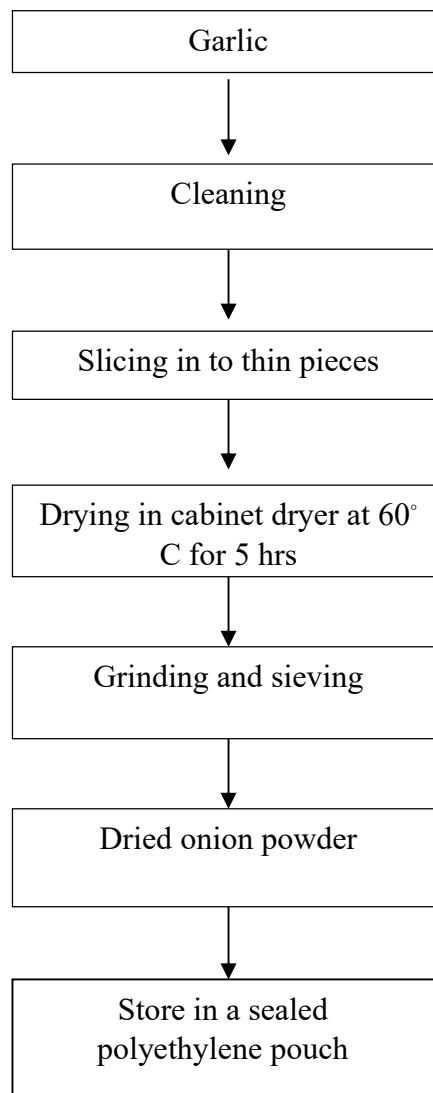 Garlic
Cleaning
Slicing in to thin pieces
Drying in cabinet dryer at 60°
C for 5 hrs
Grinding and sieving
Dried onion powder
Store in a sealed
polyethylene pouch